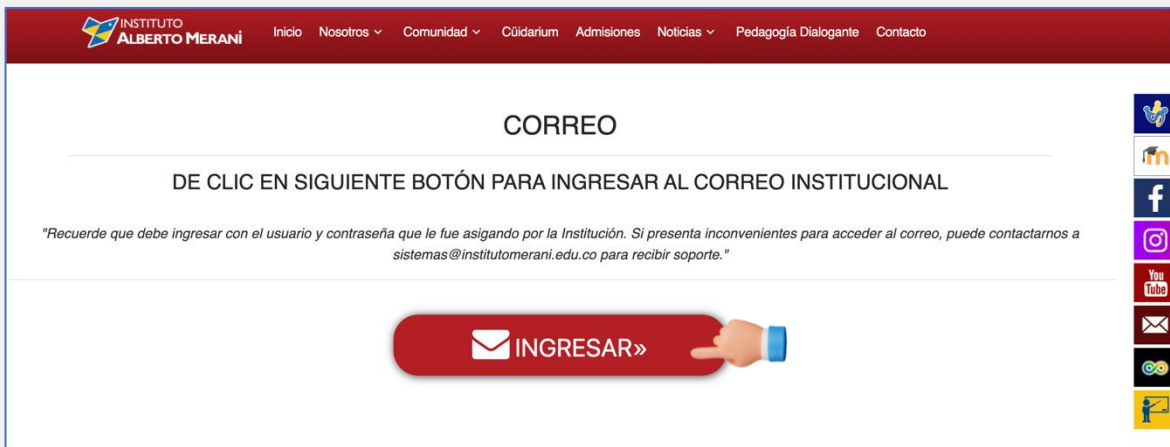 INSTITUTO
ALBERTO MERANi
Inicio Nosotros Comunidad Cüidarium Admisiones Noticias Pedagogía Dialogante Contacto
CORREO
DE CLIC EN SIGUIENTE BOTÓN PARA INGRESAR AL CORREO INSTITUCIONAL
"Recuerde que debe ingresar con el usuario y contraseña que le fue asigando por la Institución. Si presenta inconvenientes para acceder al correo, puede contactarnos a
sistemas@institutomerani.edu.co para recibir soporte."
INGRESAR»
You
Tube